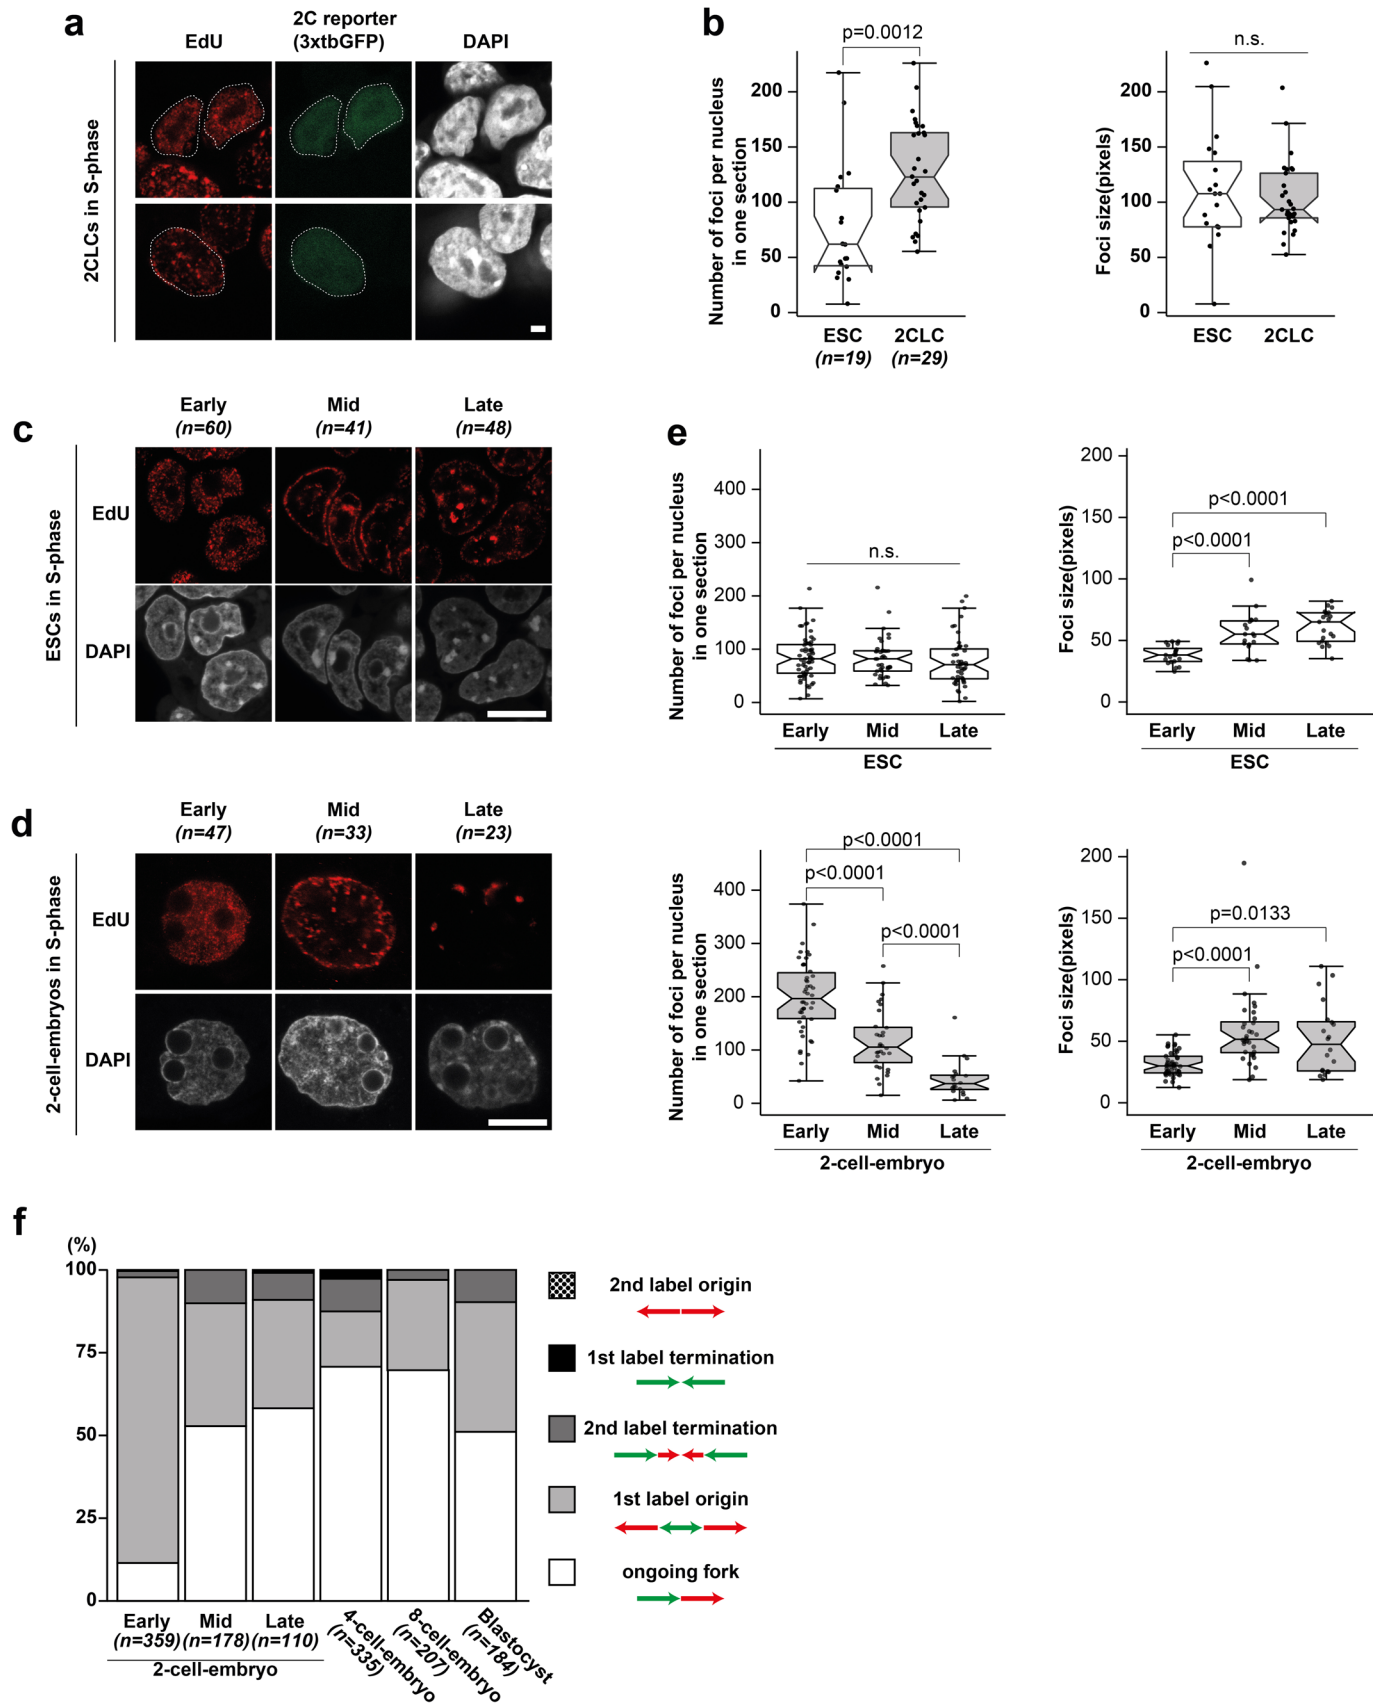 a
EdU
2C reporter
(3xtbGFP)
DAPI
2CLCs in S-phase
b
p=0.0012
Number of foci per nucleus
in one section
200
150
100
50
0
ESC
(n=19)
2CLC
(n=29)
n.s.
Foci size(pixels)
200
150
100
50
0
ESC
2CLC
c
Early
(n=60)
Mid
(n=41)
Late
(n=48)
ESCs in S-phase
EdU
DAPI
e
Number of foci per nucleus
in one section
400
300
200
100
0
n.s.
Early
Mid
Late
ESC
Foci size(pixels)
200
150
100
50
0
p<0.0001
p<0.0001
Early
Mid
Late
ESC
d
Early
(n=47)
Mid
(n=33)
Late
(n=23)
2-cell-embryos in S-phase
EdU
DAPI
Number of foci per nucleus
in one section
400
300
200
100
0
p<0.0001
p<0.0001
p<0.0001
Early
Mid
Late
2-cell-embryo
Foci size(pixels)
200
150
100
50
0
p=0.0133
p<0.0001
Early
Mid
Late
2-cell-embryo
f
(%)
100
75
50
25
0
Early
(n=359)
Mid
(n=178)
Late
(n=110)
2-cell-embryo
4-cell-embryo
(n=335)
8-cell-embryo
(n=207)
Blastocyst
(n=184)
2nd label origin
1st label termination
2nd label termination
1st label origin
ongoing fork